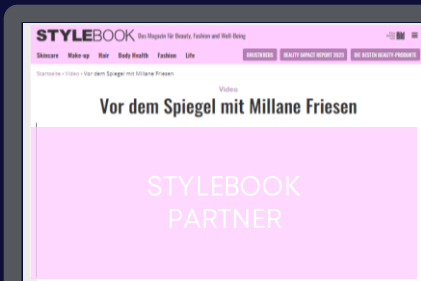 STYLEBOOK Das Magazin für Beauty, Fashion und Well-Being
Skincare Make-up Hair Body Health Fashion Life BRUSTKREBS BEAUTY IMPACT REPORT 2025 DIE BESTEN BEAUTY-PRODUKTE
Startseite › Video › Vor dem Spiegel mit Millane Friesen
Video
Vor dem Spiegel mit Millane Friesen
STYLEBOOK
PARTNER